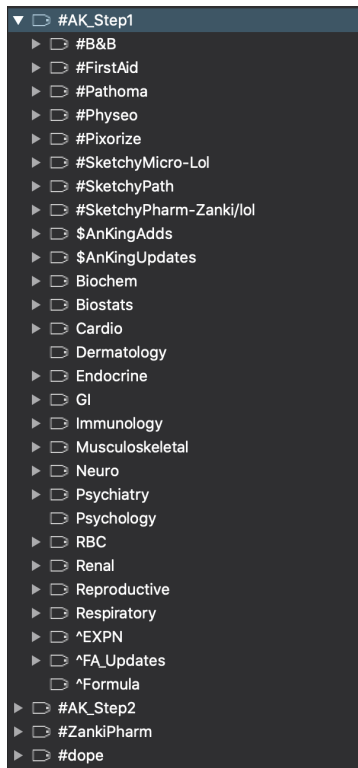 #AK_Step1
#B&B
#FirstAid
#Pathoma
#Physeo
#Pixorize
#SketchyMicro-Lol
#SketchyPath
#SketchyPharm-Zanki/lol
$AnKingAdds
$AnKingUpdates
Biochem
Biostats
Cardio
Dermatology
Endocrine
GI
Immunology
Musculoskeletal
Neuro
Psychiatry
Psychology
RBC
Renal
Reproductive
Respiratory
^EXPN
^FA_Updates
^Formula
#AK_Step2
#ZankiPharm
#dope